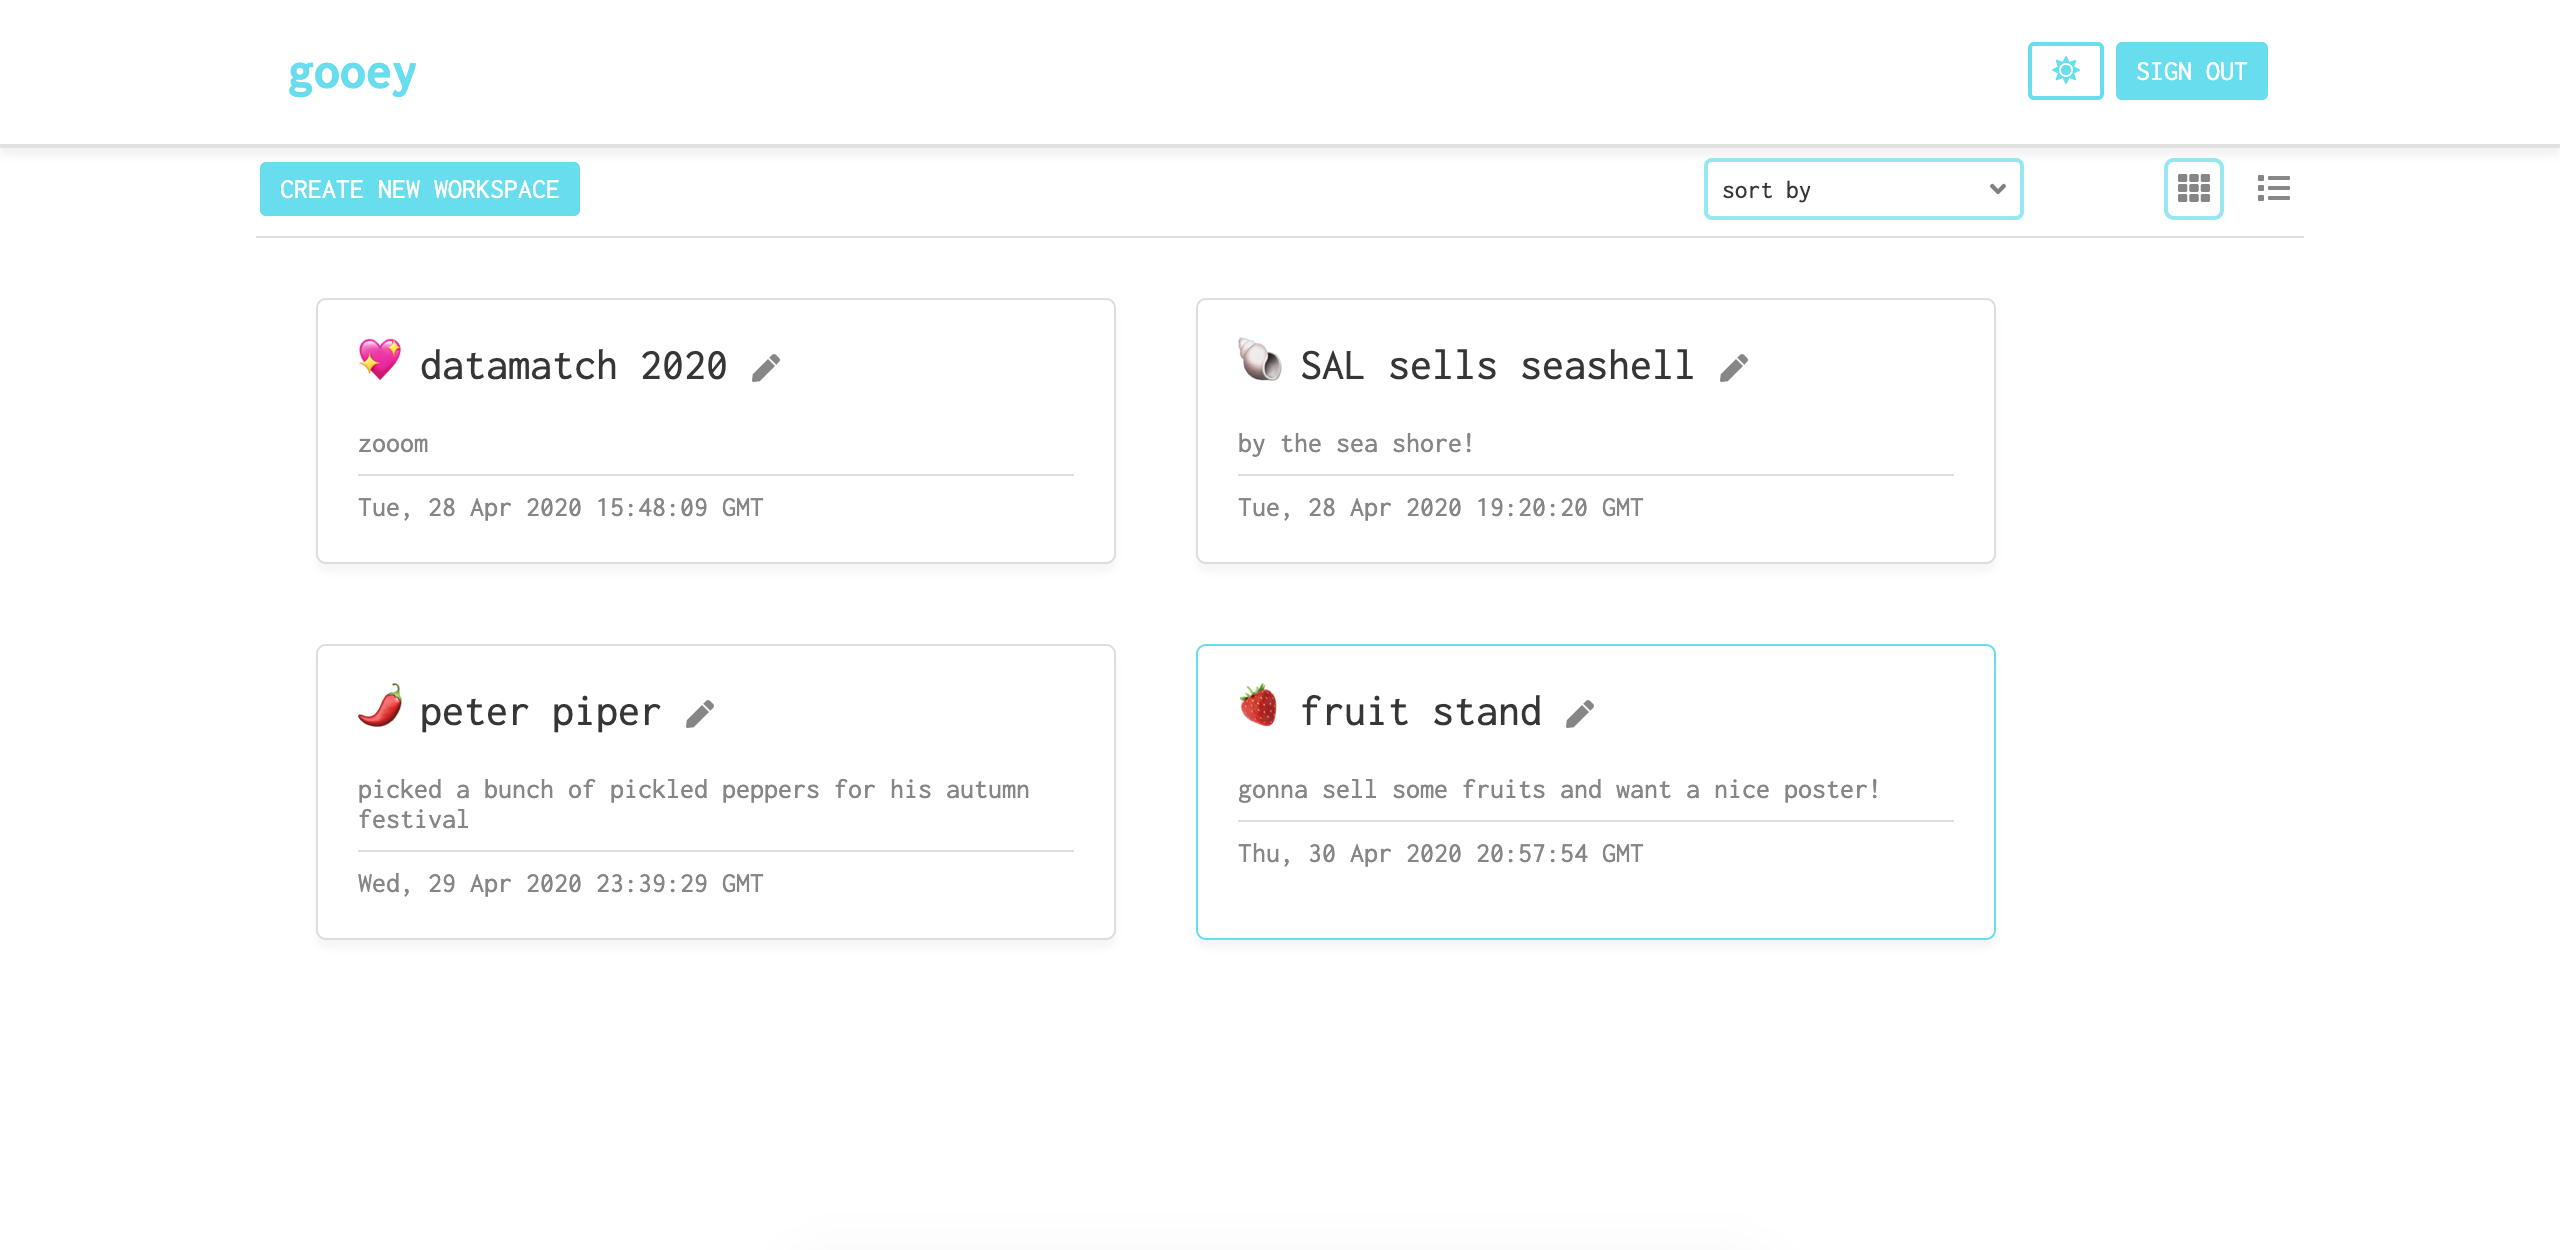 gooey
SIGN OUT
CREATE NEW WORKSPACE
sort by
datamatch 2020
zooom
Tue, 28 Apr 2020 15:48:09 GMT
SAL sells seashell
by the sea shore!
Tue, 28 Apr 2020 19:20:20 GMT
peter piper
picked a bunch of pickled peppers for his autumn
festival
Wed, 29 Apr 2020 23:39:29 GMT
fruit stand
gonna sell some fruits and want a nice poster!
Thu, 30 Apr 2020 20:57:54 GMT